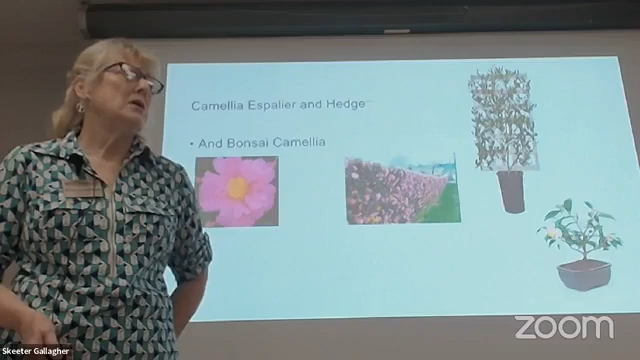 Camellia Espalier and Hedge
• And Bonsai Camellia
Skeeter Gallagher
zoom